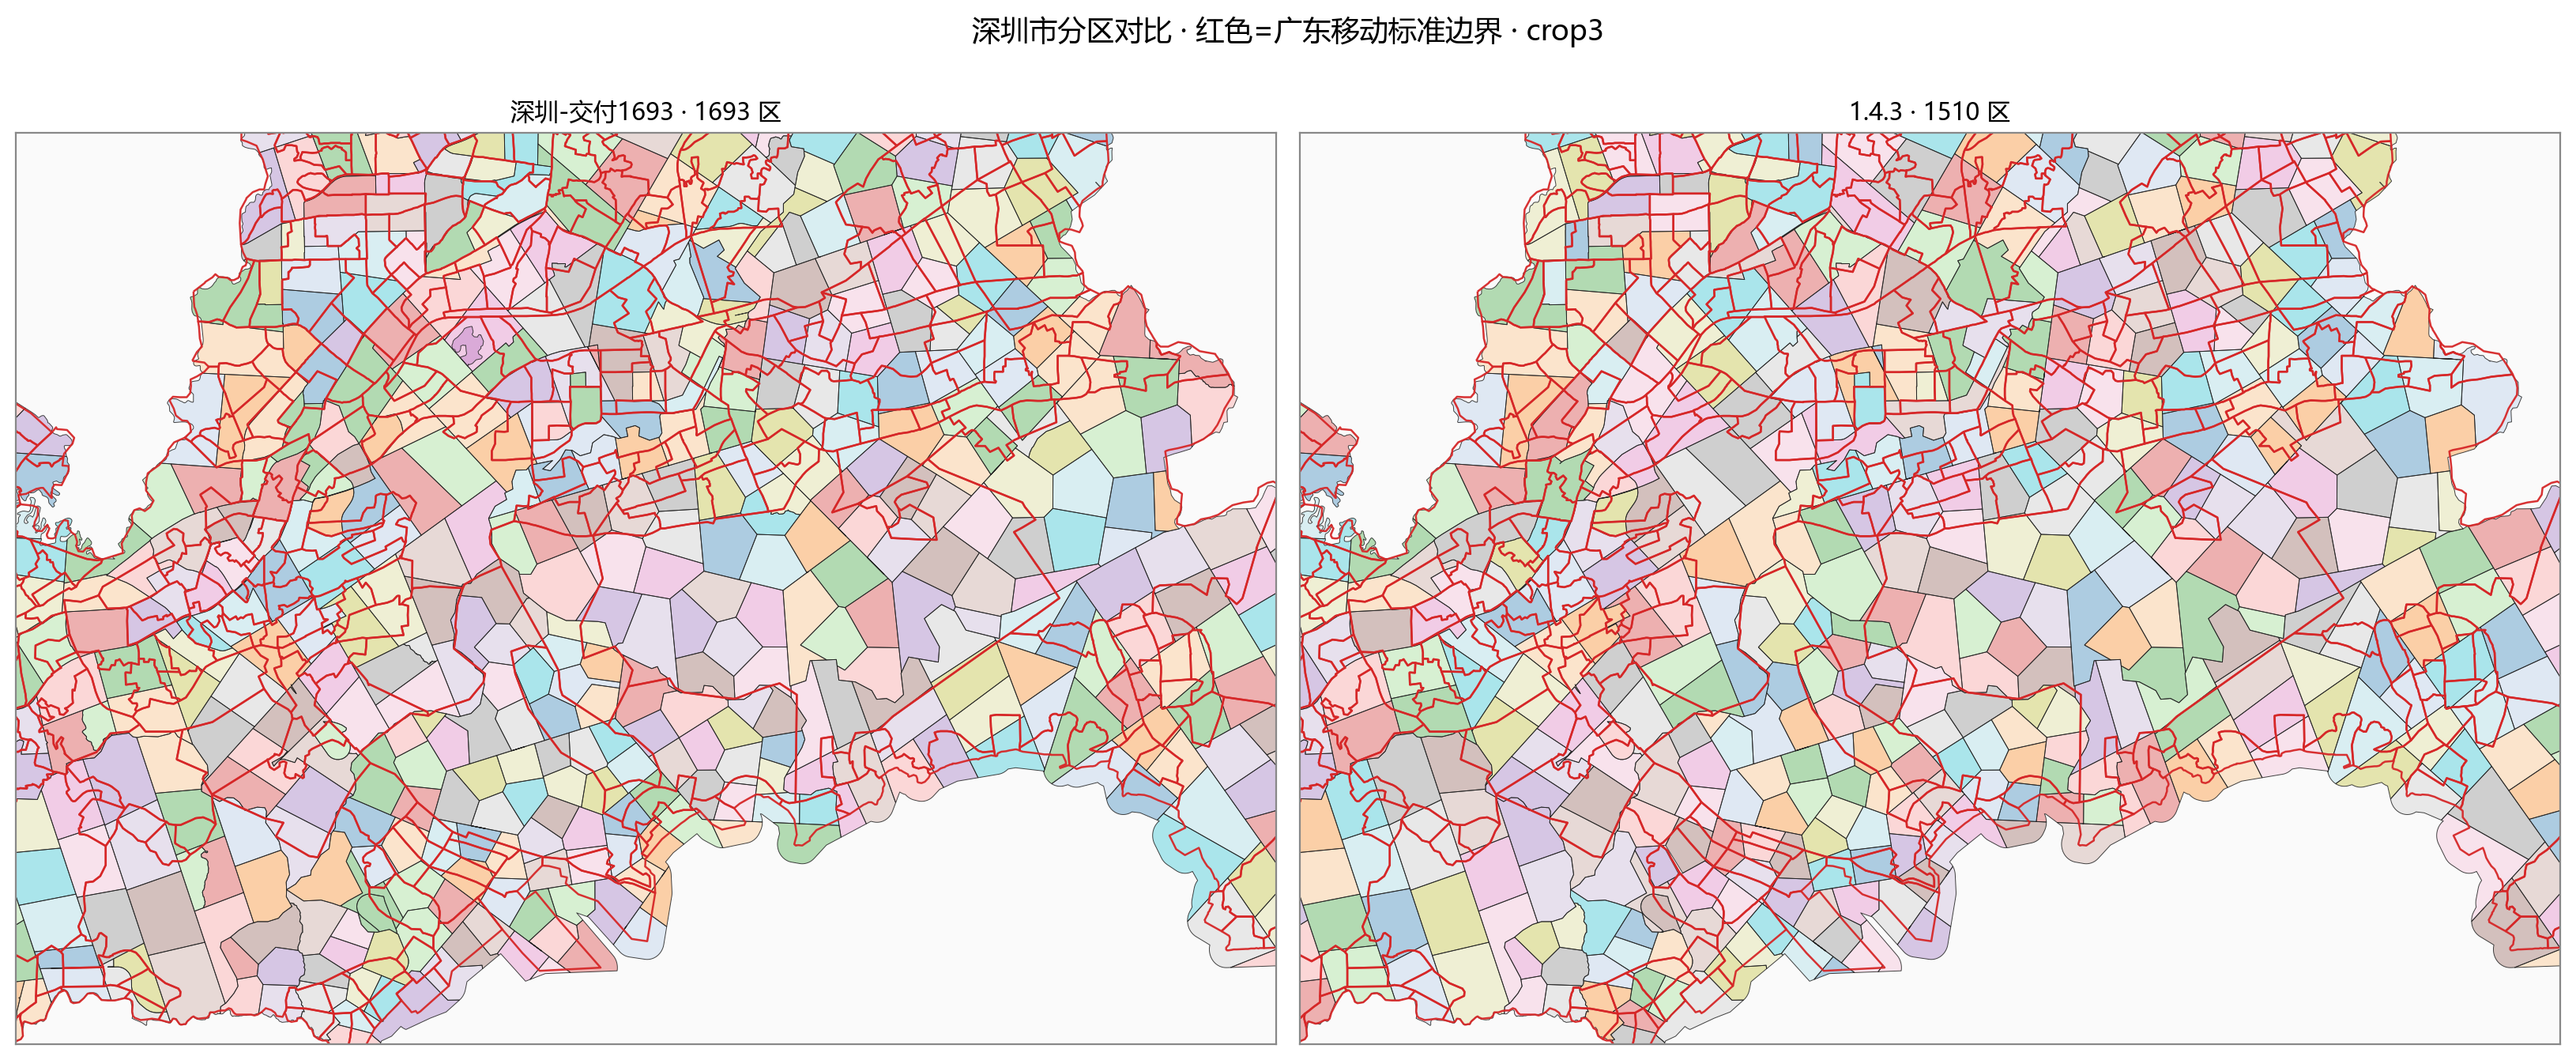 深圳市分区对比 · 红色=广东移动标准边界 · crop3
深圳-交付1693 · 1693 区
1.4.3 · 1510 区